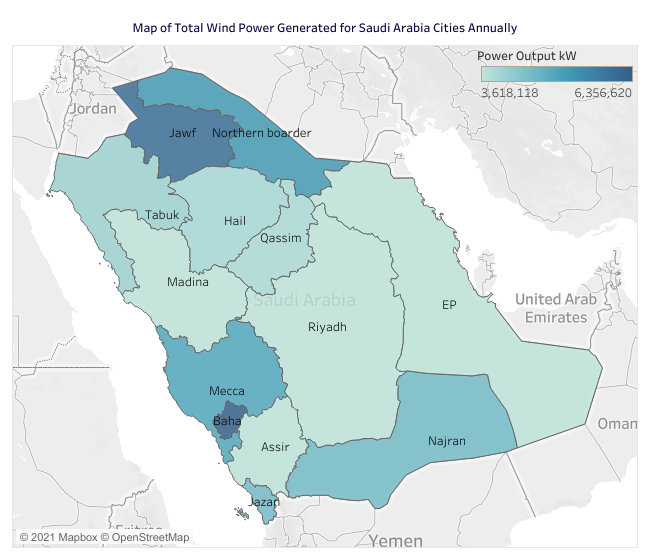 Map of Total Wind Power Generated for Saudi Arabia Cities Annually
Power Output kW
3,618,118
6,356,620
Jordan
Jawf
Northern boarder
Tabuk
Hail
Qassim
Madina
Saudi Arabia
EP
United Arab
Emirates
Riyadh
Mecca
Baha
Oman
Assir
Najran
Jazan
Eritrea
Yemen
© 2021 Mapbox © OpenStreetMap